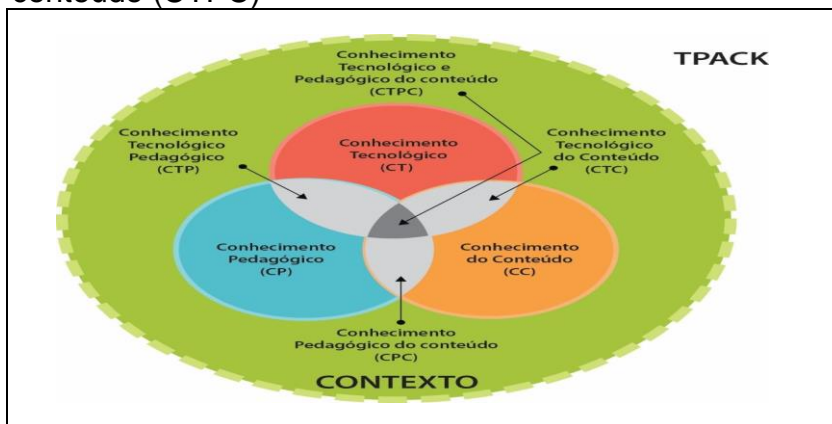 conteúdo (CTPC)
Conhecimento
Tecnológico e
Pedagógico do conteúdo
(CTPC)
TPACK
Conhecimento
Tecnológico
Pedagógico
(CTP)
Conhecimento
Tecnológico
(CT)
Conhecimento
Tecnológico
do Conteúdo
(CTC)
Conhecimento
Pedagógico
(CP)
Conhecimento
do Conteúdo
(CC)
Conhecimento
Pedagógico do conteúdo
(CPC)
CONTEXTO